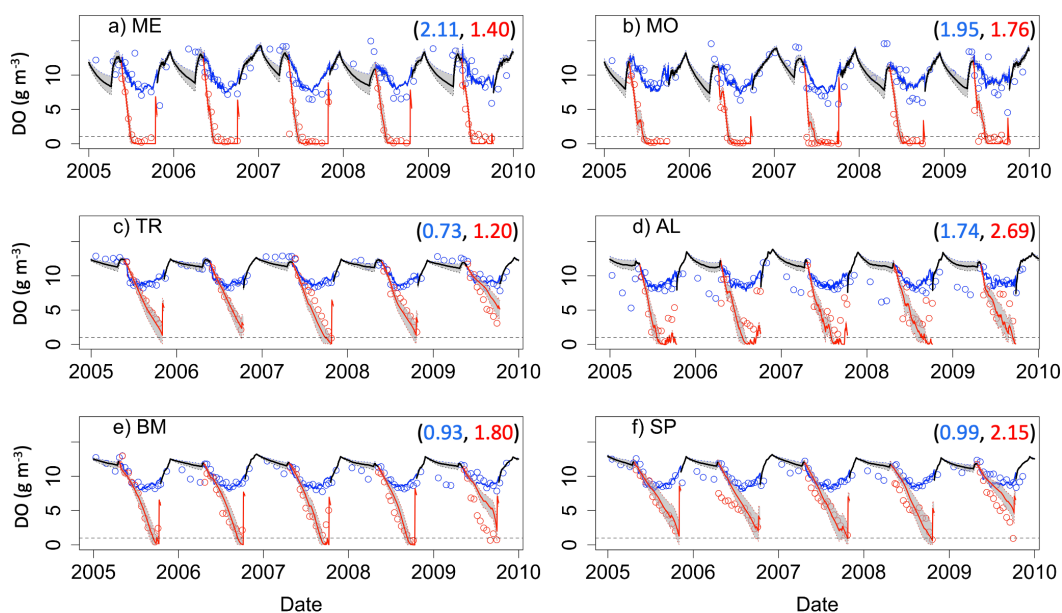 a) ME (2.11, 1.40)
b) MO (1.95, 1.76)
DO (g m⁻³)
0 5 10
2005 2006 2007 2008 2009 2010
0 5 10
2005 2006 2007 2008 2009 2010
c) TR (0.73, 1.20)
d) AL (1.74, 2.69)
DO (g m⁻³)
0 5 10
2005 2006 2007 2008 2009 2010
0 5 10
2005 2006 2007 2008 2009 2010
e) BM (0.93, 1.80)
f) SP (0.99, 2.15)
DO (g m⁻³)
0 5 10
2005 2006 2007 2008 2009 2010
0 5 10
2005 2006 2007 2008 2009 2010
Date
Date